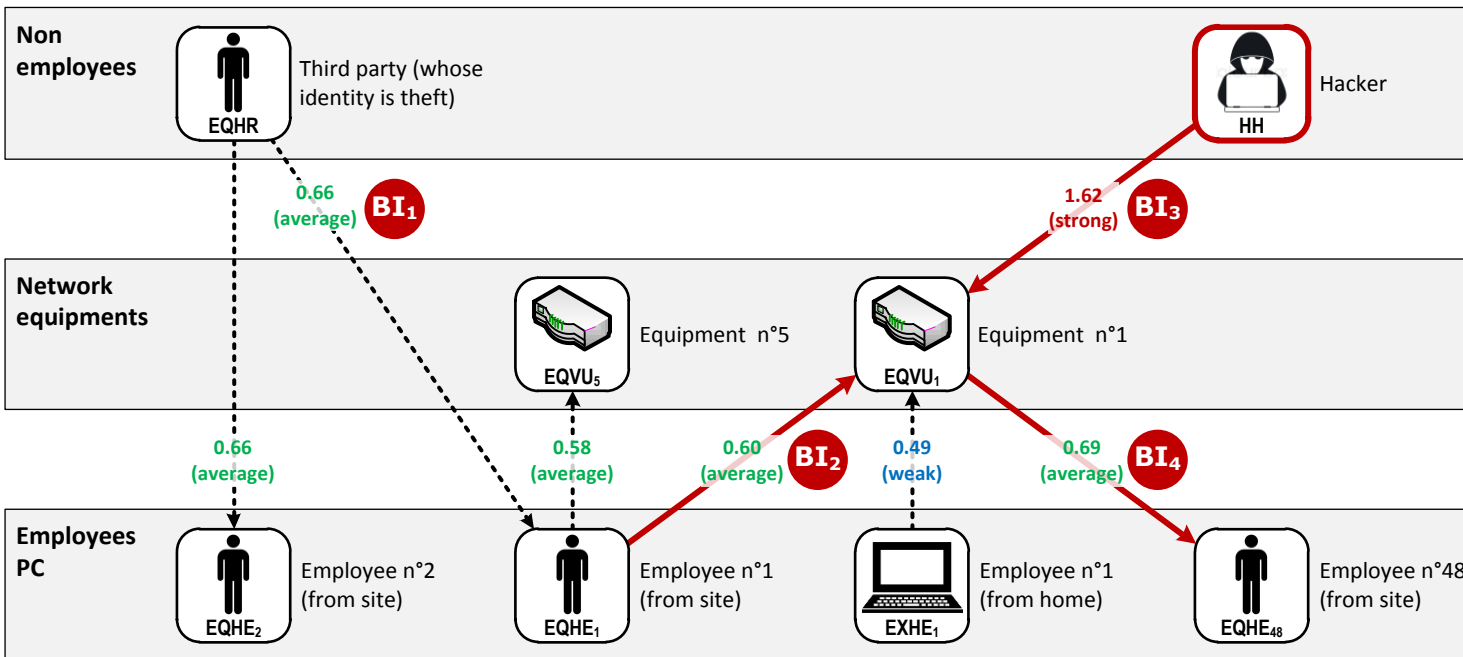 Non
employees
EQHR
Third party (whose
identity is theft)
HH
Hacker
0.66
(average)
BI₁
1.62
(strong)
BI₃
Network
equipments
EQVU₅
Equipment n°5
EQVU₁
Equipment n°1
0.66
(average)
0.58
(average)
0.60
(average)
BI₂
0.49
(weak)
0.69
(average)
BI₄
Employees
PC
EQHE₂
Employee n°2
(from site)
EQHE₁
Employee n°1
(from site)
EXHE₁
Employee n°1
(from home)
EQHE₄₈
Employee n°48
(from site)